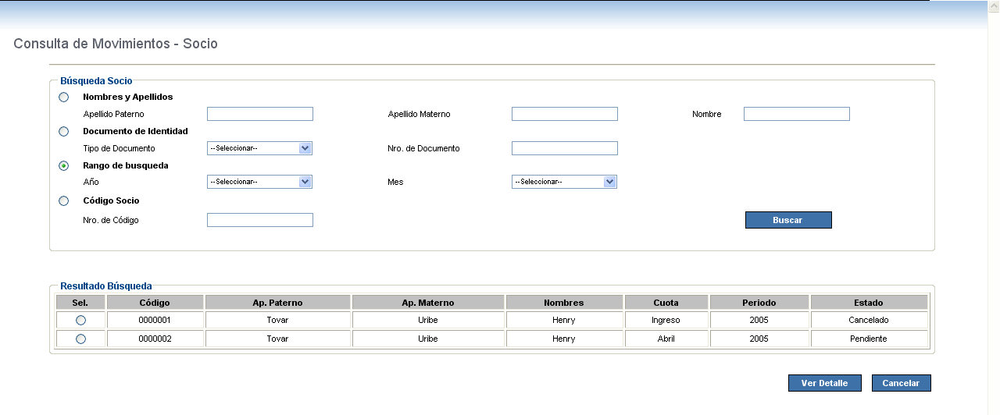 Consulta de Movimientos - Socio
Búsqueda Socio
Nombres y Apellidos
Apellido Paterno Apellido Materno Nombre
Documento de Identidad
Tipo de Documento --Seleccionar-- Nro. de Documento
Rango de busqueda
Año --Seleccionar-- Mes --Seleccionar--
Código Socio
Nro. de Código Buscar
Resultado Búsqueda
Sel. Código Ap. Paterno Ap. Materno Nombres Cuota Periodo Estado
0000001 Tovar Uribe Henry Ingreso 2005 Cancelado
0000002 Tovar Uribe Henry Abril 2005 Pendiente
Ver Detalle Cancelar